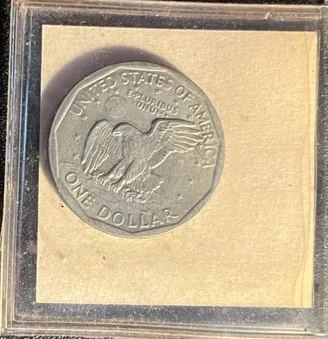 UNITED STATES OF AMERICA
E·PLURIBUS
UNUM
ONE DOLLAR